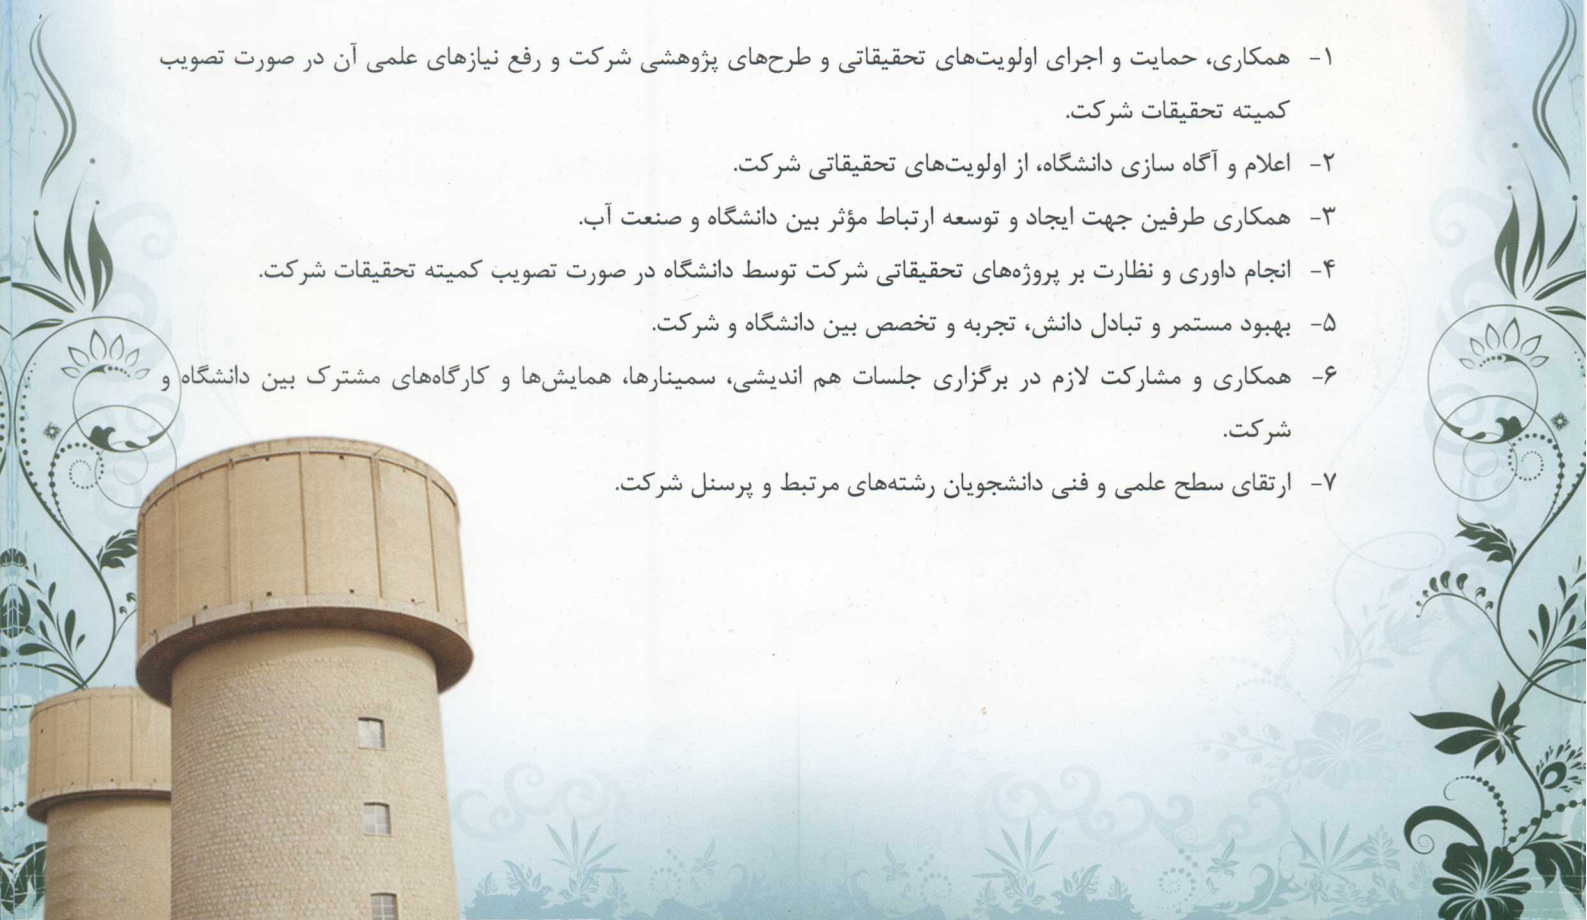 ۱- همکاری، حمایت و اجرای اولویت‌های تحقیقاتی و طرح‌های پژوهشی شرکت و رفع نیازهای علمی آن در صورت تصویب
کمیته تحقیقات شرکت.
۲- اعلام و آگاه سازی دانشگاه، از اولویت‌های تحقیقاتی شرکت.
۳- همکاری طرفین جهت ایجاد و توسعه ارتباط مؤثر بین دانشگاه و صنعت آب.
۴- انجام داوری و نظارت بر پروژه‌های تحقیقاتی شرکت توسط دانشگاه در صورت تصویب کمیته تحقیقات شرکت.
۵- بهبود مستمر و تبادل دانش، تجربه و تخصص بین دانشگاه و شرکت.
۶- همکاری و مشارکت لازم در برگزاری جلسات هم اندیشی، سمینارها، همایش‌ها و کارگاه‌های مشترک بین دانشگاه و
شرکت.
۷- ارتقای سطح علمی و فنی دانشجویان رشته‌های مرتبط و پرسنل شرکت.